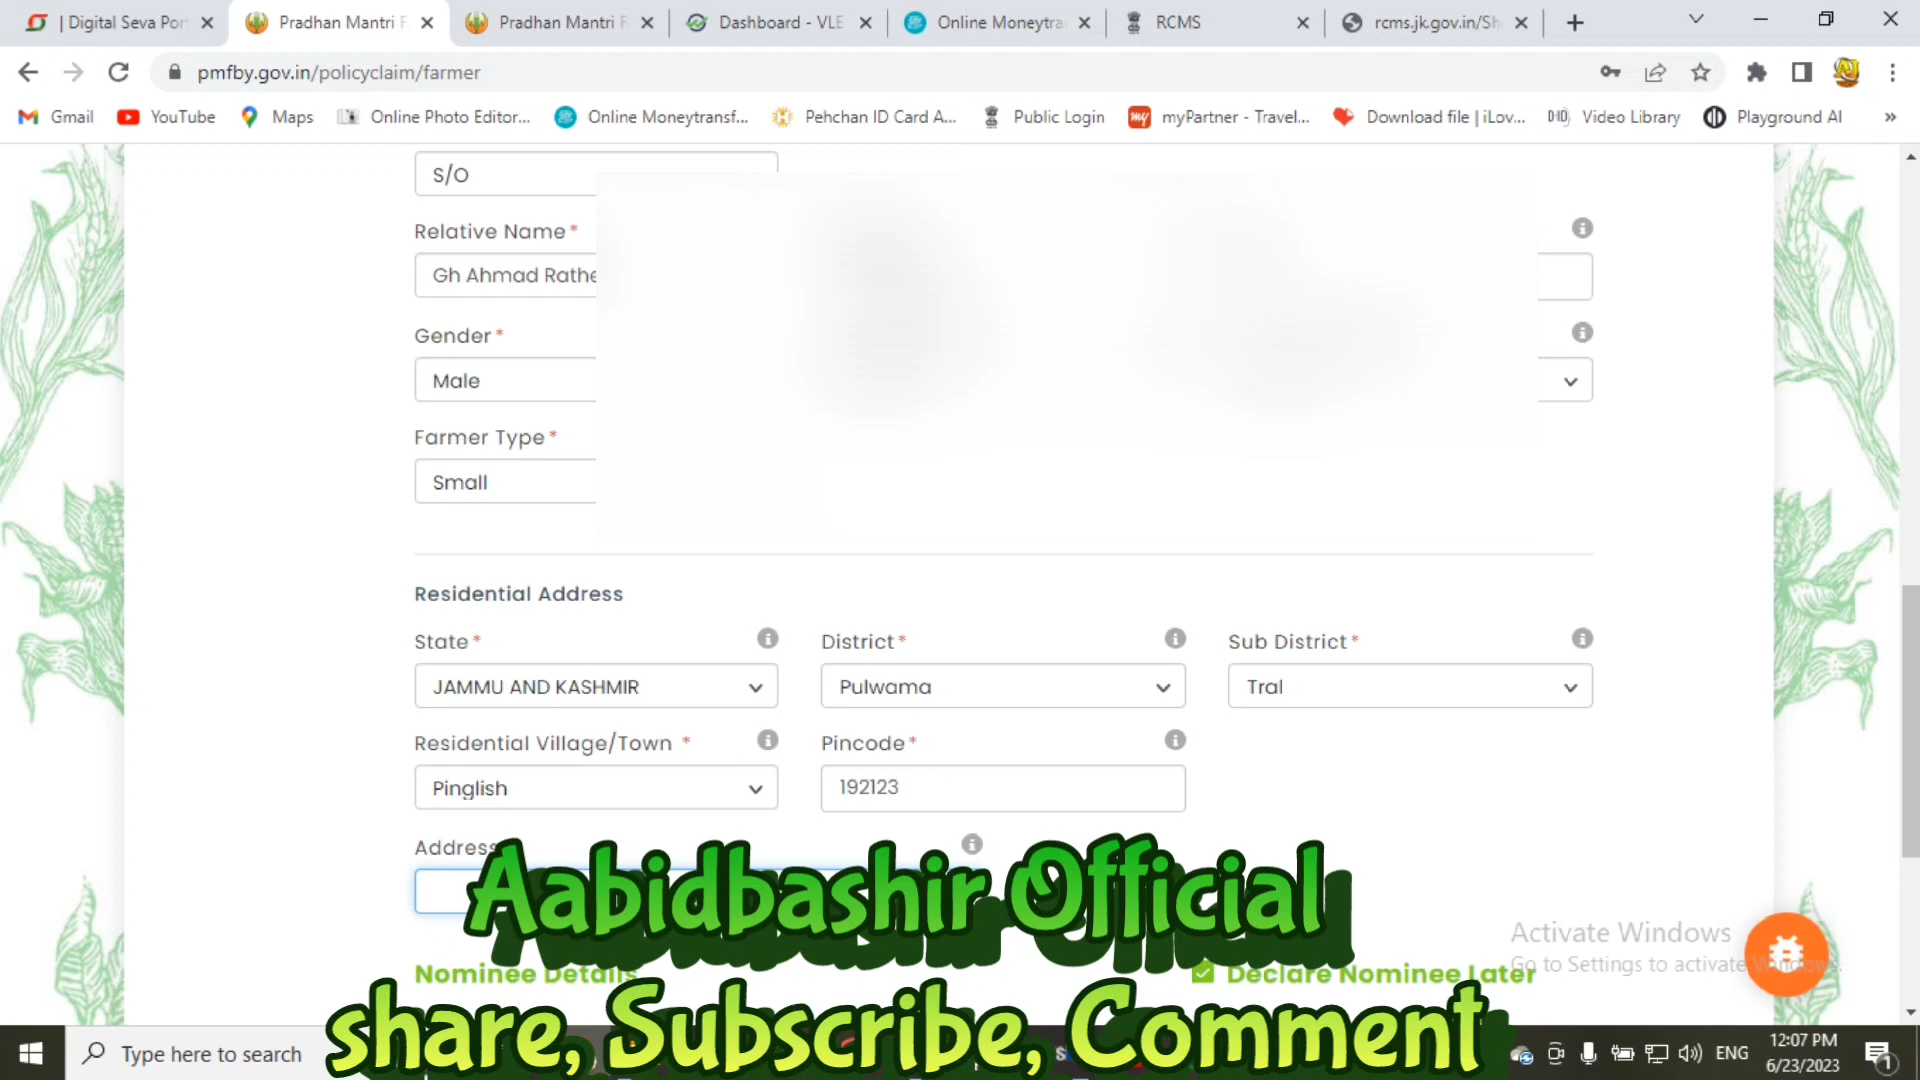 | Digital Seva Port
Pradhan Mantri F
Pradhan Mantri F
Dashboard - VLE
Online Moneytra
RCMS
rcms.jk.gov.in/Sh
pmfby.gov.in/policyclaim/farmer
Gmail
YouTube
Maps
Online Photo Editor...
Online Moneytransf...
Pehchan ID Card A...
Public Login
my
myPartner - Travel...
Download file | iLov...
Video Library
Playground AI
»
S/O
Relative Name *
Gh Ahmad Rathe
Gender *
Male
Farmer Type *
Small
Residential Address
State *
District *
Sub District *
JAMMU AND KASHMIR
Pulwama
Tral
Residential Village/Town *
Pincode *
Pinglish
192123
Address
Aabidbashir Official
Activate Windows
Go to Settings to activate Windows.
Nominee Details
Declare Nominee Later
share, Subscribe, Comment
Type here to search
ENG
12:07 PM
6/23/2023
1